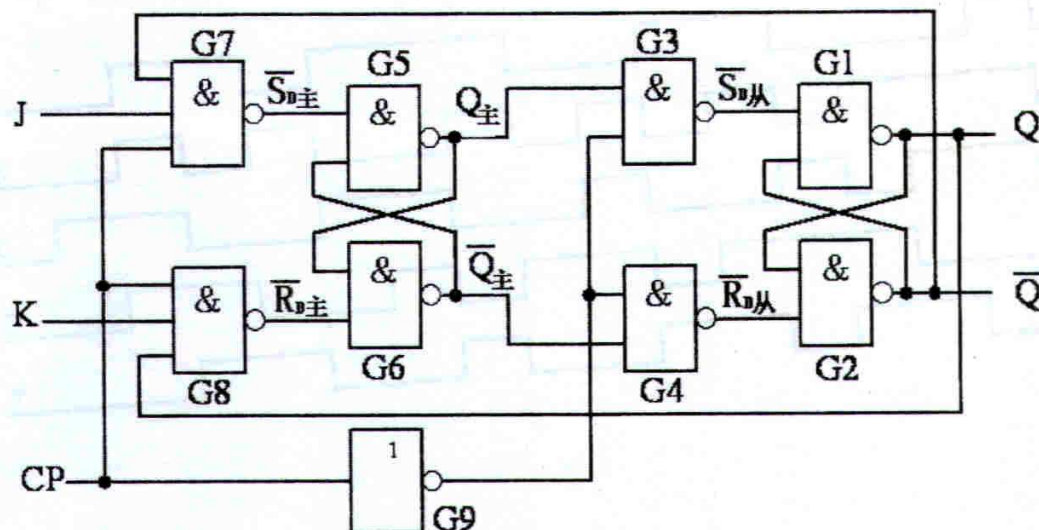 G7
G3
G5
G1
&
S̅D主
&
Q主
&
S̅D从
&
J
Q
&
R̅D主
&
Q̅主
&
R̅D从
&
K
Q̅
G8
G6
G4
G2
1
CP
G9